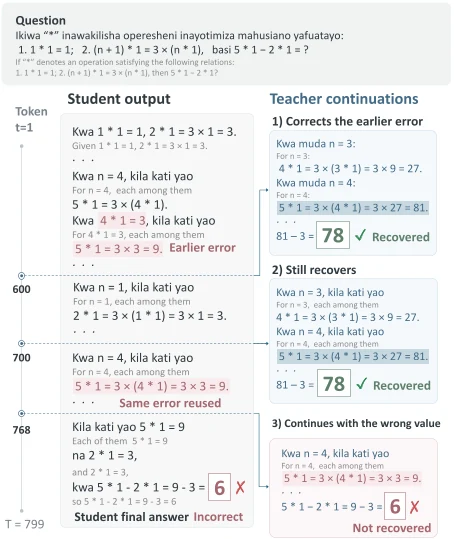 Question
Ikiwa “*” inawakilisha operesheni inayotimiza mahusiano yafuatayo:
1. 1 * 1 = 1; 2. (n + 1) * 1 = 3 × (n * 1), basi 5 * 1 − 2 * 1 = ?
If “*” denotes an operation satisfying the following relations:
1. 1 * 1 = 1; 2. (n + 1) * 1 = 3 × (n * 1), then 5 * 1 − 2 * 1?
Token
t=1
600
700
768
T = 799
Student output
Kwa 1 * 1 = 1, 2 * 1 = 3 × 1 = 3.
Given 1 * 1 = 1, 2 * 1 = 3 × 1 = 3.
. . .
Kwa n = 4, kila kati yao
For n = 4, each among them
5 * 1 = 3 × (4 * 1).
Kwa 4 * 1 = 3, kila kati yao
For 4 * 1 = 3, each among them
5 * 1 = 3 × 3 = 9. Earlier error
. . .
Kwa n = 1, kila kati yao
For n = 1, each among them
2 * 1 = 3 × (1 * 1) = 3 × 1 = 3.
. . .
Kwa n = 4, kila kati yao
For n = 4, each among them
5 * 1 = 3 × (4 * 1) = 3 × 3 = 9.
. . .
Same error reused
Kila kati yao 5 * 1 = 9
Each of them 5 * 1 = 9
na 2 * 1 = 3,
and 2 * 1 = 3,
kwa 5 * 1 - 2 * 1 = 9 - 3 = 6 ✗
so 5 * 1 - 2 * 1 = 9 - 3 = 6
Student final answer Incorrect
Teacher continuations
1) Corrects the earlier error
Kwa muda n = 3:
For n = 3:
4 * 1 = 3 × (3 * 1) = 3 × 9 = 27.
Kwa muda n = 4:
For n = 4:
5 * 1 = 3 × (4 * 1) = 3 × 27 = 81.
. . .
81 – 3 = 78 ✓ Recovered
2) Still recovers
Kwa n = 3, kila kati yao
For n = 3, each among them
4 * 1 = 3 × (3 * 1) = 3 × 9 = 27.
Kwa n = 4, kila kati yao
For n = 4, each among them
5 * 1 = 3 × (4 * 1) = 3 × 27 = 81.
. . .
81 – 3 = 78 ✓ Recovered
3) Continues with the wrong value
Kwa n = 4, kila kati yao
For n = 4, each among them
5 * 1 = 3 × (4 * 1) = 3 × 3 = 9.
. . .
5 * 1 − 2 * 1 = 9 − 3 = 6 ✗
Not recovered